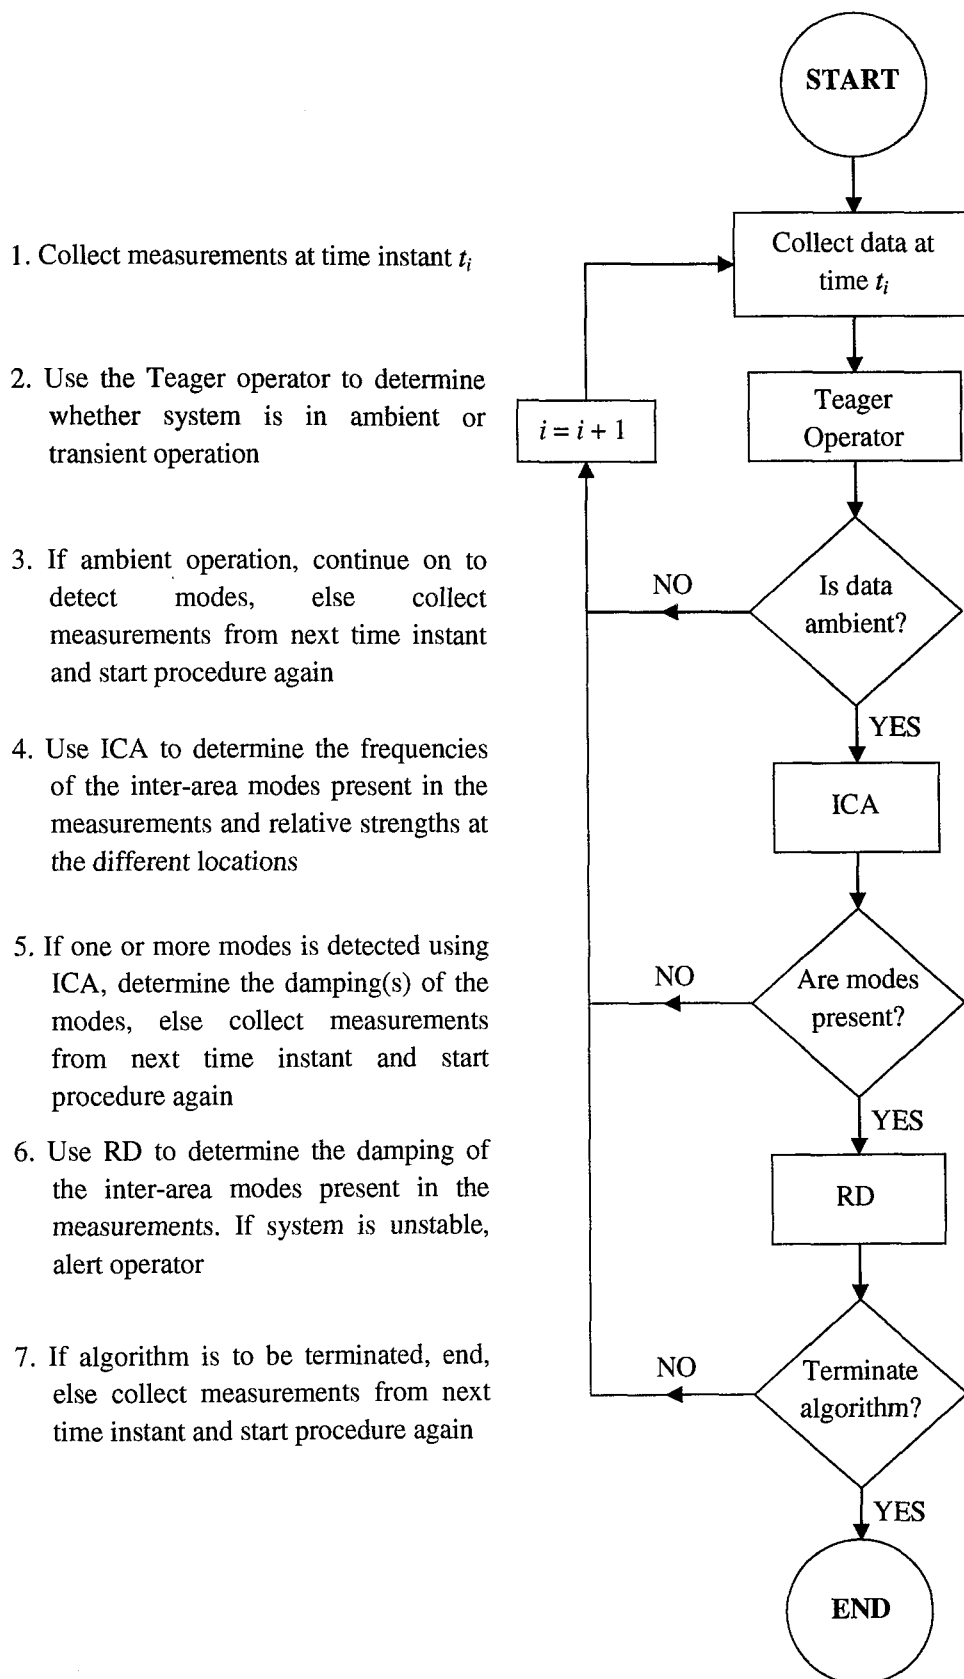 START
1. Collect measurements at time instant tᵢ
Collect data at
time tᵢ
2. Use the Teager operator to determine
whether system is in ambient or
transient operation
i = i + 1
Teager
Operator
3. If ambient operation, continue on to
detect modes, else collect
measurements from next time instant
and start procedure again
NO
Is data
ambient?
YES
4. Use ICA to determine the frequencies
of the inter-area modes present in the
measurements and relative strengths at
the different locations
ICA
5. If one or more modes is detected using
ICA, determine the damping(s) of the
modes, else collect measurements
from next time instant and start
procedure again
NO
Are modes
present?
YES
6. Use RD to determine the damping of
the inter-area modes present in the
measurements. If system is unstable,
alert operator
RD
7. If algorithm is to be terminated, end,
else collect measurements from next
time instant and start procedure again
NO
Terminate
algorithm?
YES
END